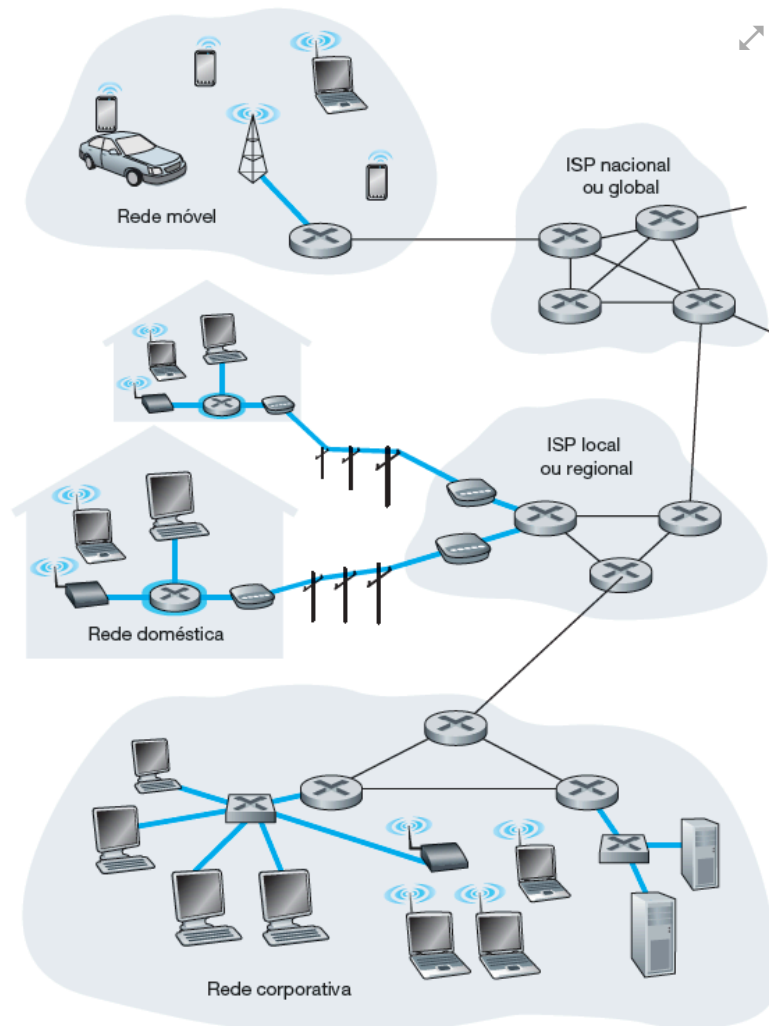 Rede móvel
ISP nacional
ou global
ISP local
ou regional
Rede doméstica
Rede corporativa